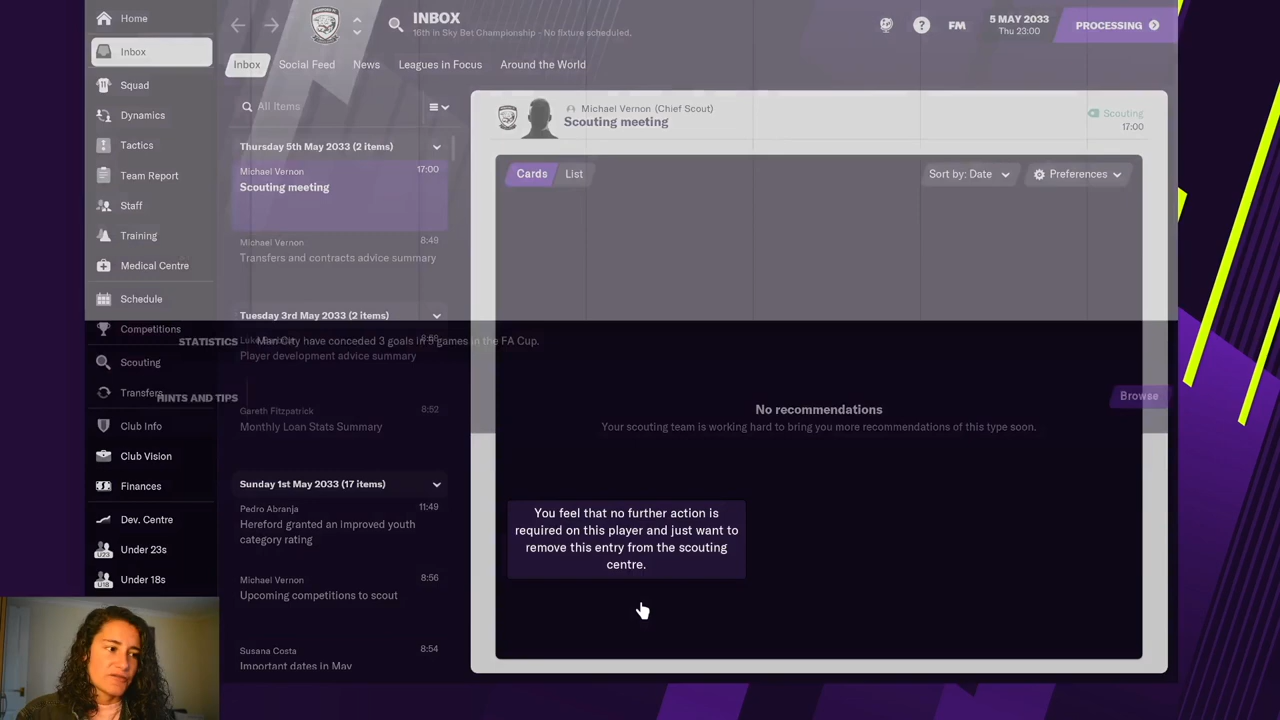 Home
Inbox
Squad
Dynamics
Tactics
Team Report
Staff
Training
Medical Centre
Schedule
Competitions
Scouting
Transfers
Club Info
Club Vision
Finances
Dev. Centre
Under 23s
U23
Under 18s
U18
INBOX
16th in Sky Bet Championship - No fixture scheduled.
FM
5 MAY 2033
Thu 23:00
PROCESSING
Inbox
Social Feed
News
Leagues in Focus
Around the World
All Items
Thursday 5th May 2033 (2 items)
Michael Vernon
17:00
Scouting meeting
Michael Vernon
8:49
Transfers and contracts advice summary
Tuesday 3rd May 2033 (2 items)
STATISTICS
Man City have conceded 3 goals in 5 games in the FA Cup.
Player development advice summary
HINTS AND TIPS
Gareth Fitzpatrick
8:52
Monthly Loan Stats Summary
Sunday 1st May 2033 (17 items)
Pedro Abranja
11:49
Hereford granted an improved youth
category rating
Michael Vernon
8:56
Upcoming competitions to scout
Susana Costa
8:54
Important dates in May
Michael Vernon (Chief Scout)
Scouting meeting
Scouting
17:00
Cards
List
Sort by: Date
Preferences
Browse
No recommendations
Your scouting team is working hard to bring you more recommendations of this type soon.
You feel that no further action is
required on this player and just want to
remove this entry from the scouting
centre.